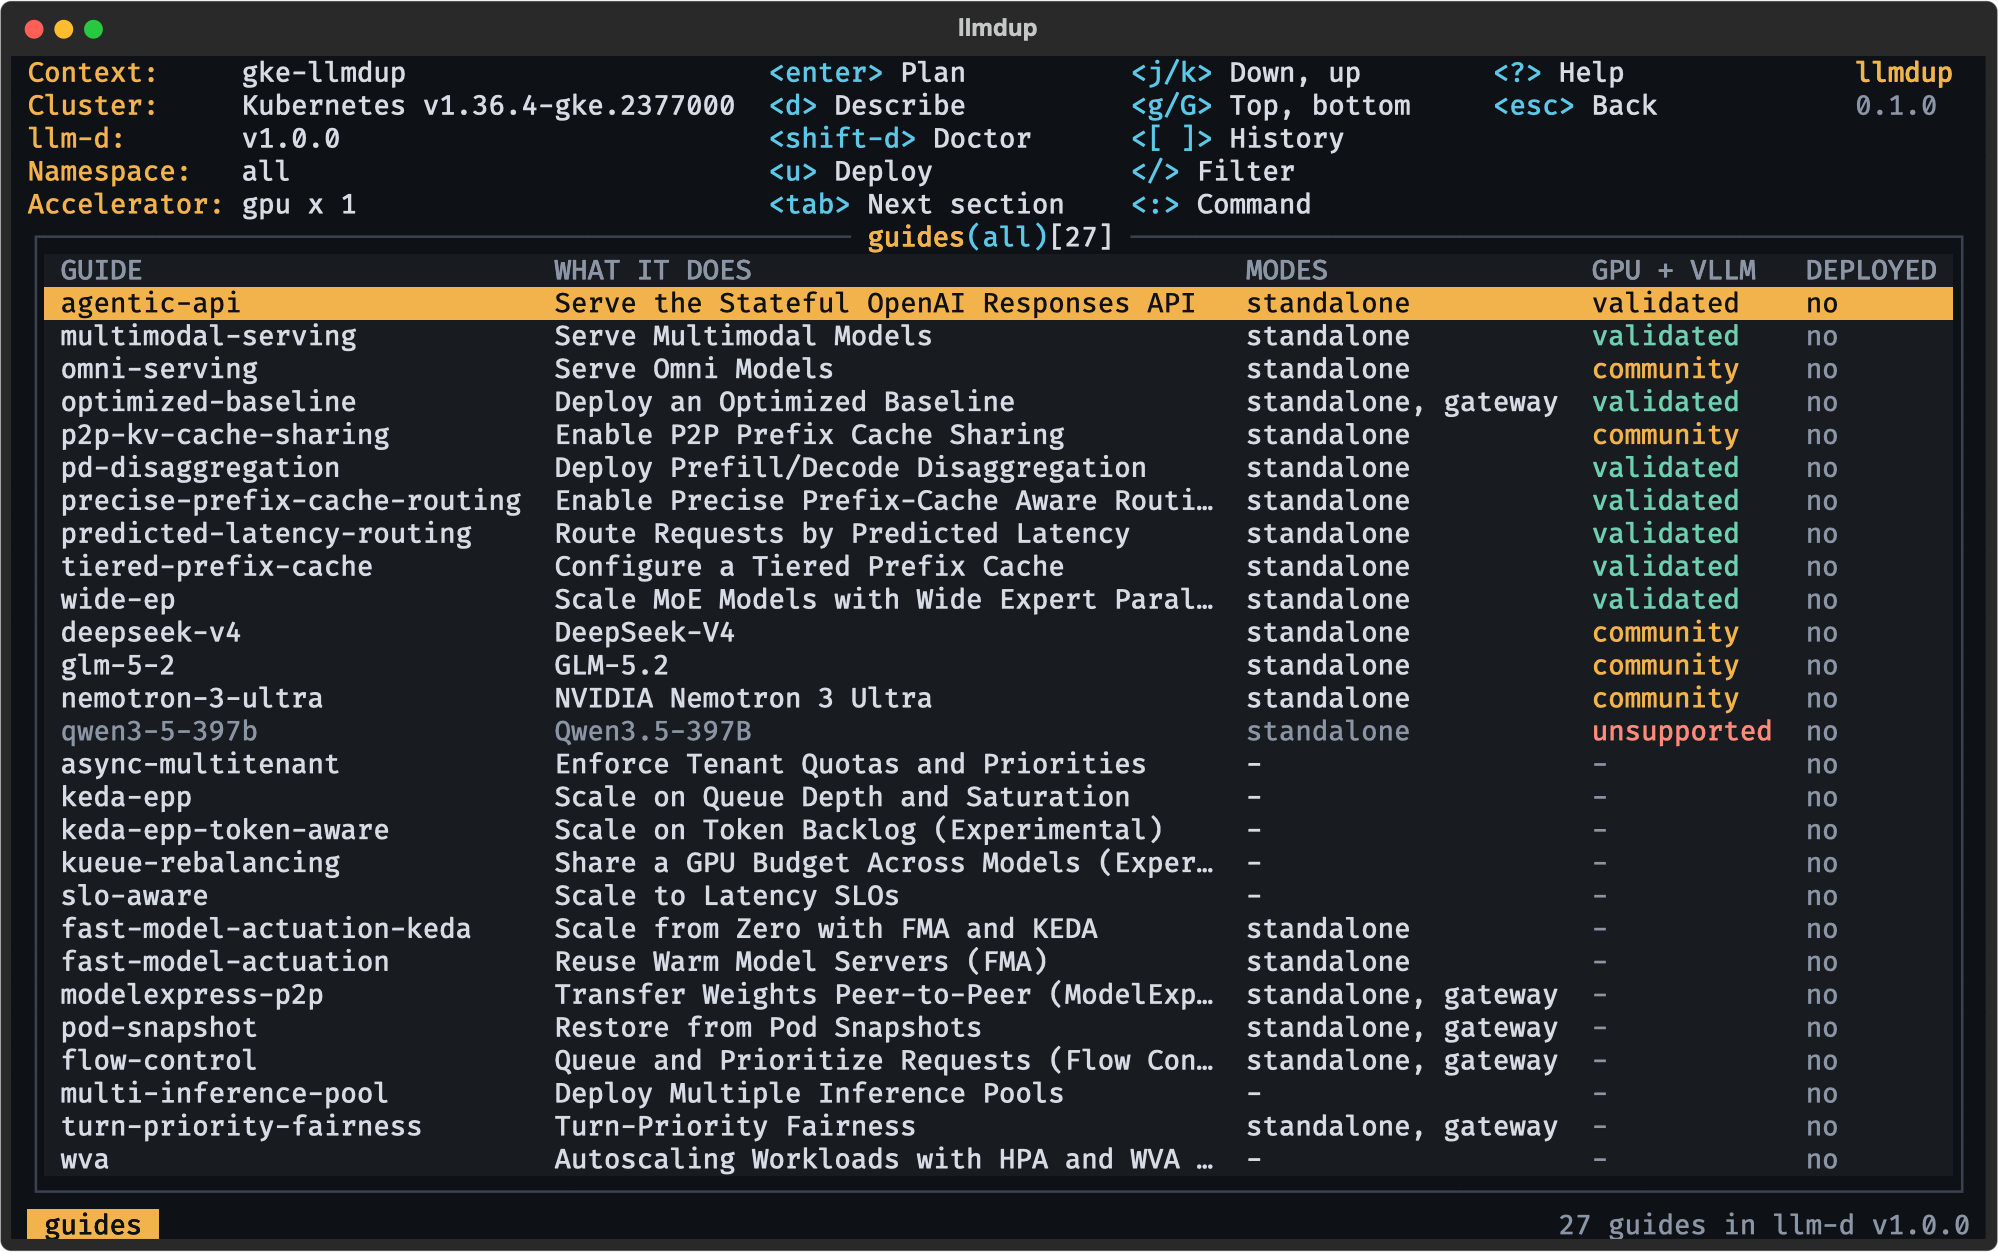 llmdup
Context: gke-llmdup <enter> Plan <j/k> Down, up <?> Help llmdup
Cluster: Kubernetes v1.36.4-gke.2377000 <d> Describe <g/G> Top, bottom <esc> Back 0.1.0
llm-d: v1.0.0 <shift-d> Doctor <[ ]> History
Namespace: all <u> Deploy </> Filter
Accelerator: gpu x 1 <tab> Next section <:> Command
guides(all)[27]
GUIDE WHAT IT DOES MODES GPU + VLLM DEPLOYED
agentic-api Serve the Stateful OpenAI Responses API standalone validated no
multimodal-serving Serve Multimodal Models standalone validated no
omni-serving Serve Omni Models standalone community no
optimized-baseline Deploy an Optimized Baseline standalone, gateway validated no
p2p-kv-cache-sharing Enable P2P Prefix Cache Sharing standalone community no
pd-disaggregation Deploy Prefill/Decode Disaggregation standalone validated no
precise-prefix-cache-routing Enable Precise Prefix-Cache Aware Routi… standalone validated no
predicted-latency-routing Route Requests by Predicted Latency standalone validated no
tiered-prefix-cache Configure a Tiered Prefix Cache standalone validated no
wide-ep Scale MoE Models with Wide Expert Paral… standalone validated no
deepseek-v4 DeepSeek-V4 standalone community no
glm-5-2 GLM-5.2 standalone community no
nemotron-3-ultra NVIDIA Nemotron 3 Ultra standalone community no
qwen3-5-397b Qwen3.5-397B standalone unsupported no
async-multitenant Enforce Tenant Quotas and Priorities - - no
keda-epp Scale on Queue Depth and Saturation - - no
keda-epp-token-aware Scale on Token Backlog (Experimental) - - no
kueue-rebalancing Share a GPU Budget Across Models (Exper… - - no
slo-aware Scale to Latency SLOs - - no
fast-model-actuation-keda Scale from Zero with FMA and KEDA standalone - no
fast-model-actuation Reuse Warm Model Servers (FMA) standalone - no
modelexpress-p2p Transfer Weights Peer-to-Peer (ModelExp… standalone, gateway - no
pod-snapshot Restore from Pod Snapshots standalone, gateway - no
flow-control Queue and Prioritize Requests (Flow Con… standalone, gateway - no
multi-inference-pool Deploy Multiple Inference Pools - - no
turn-priority-fairness Turn-Priority Fairness standalone, gateway - no
wva Autoscaling Workloads with HPA and WVA … - - no
guides 27 guides in llm-d v1.0.0